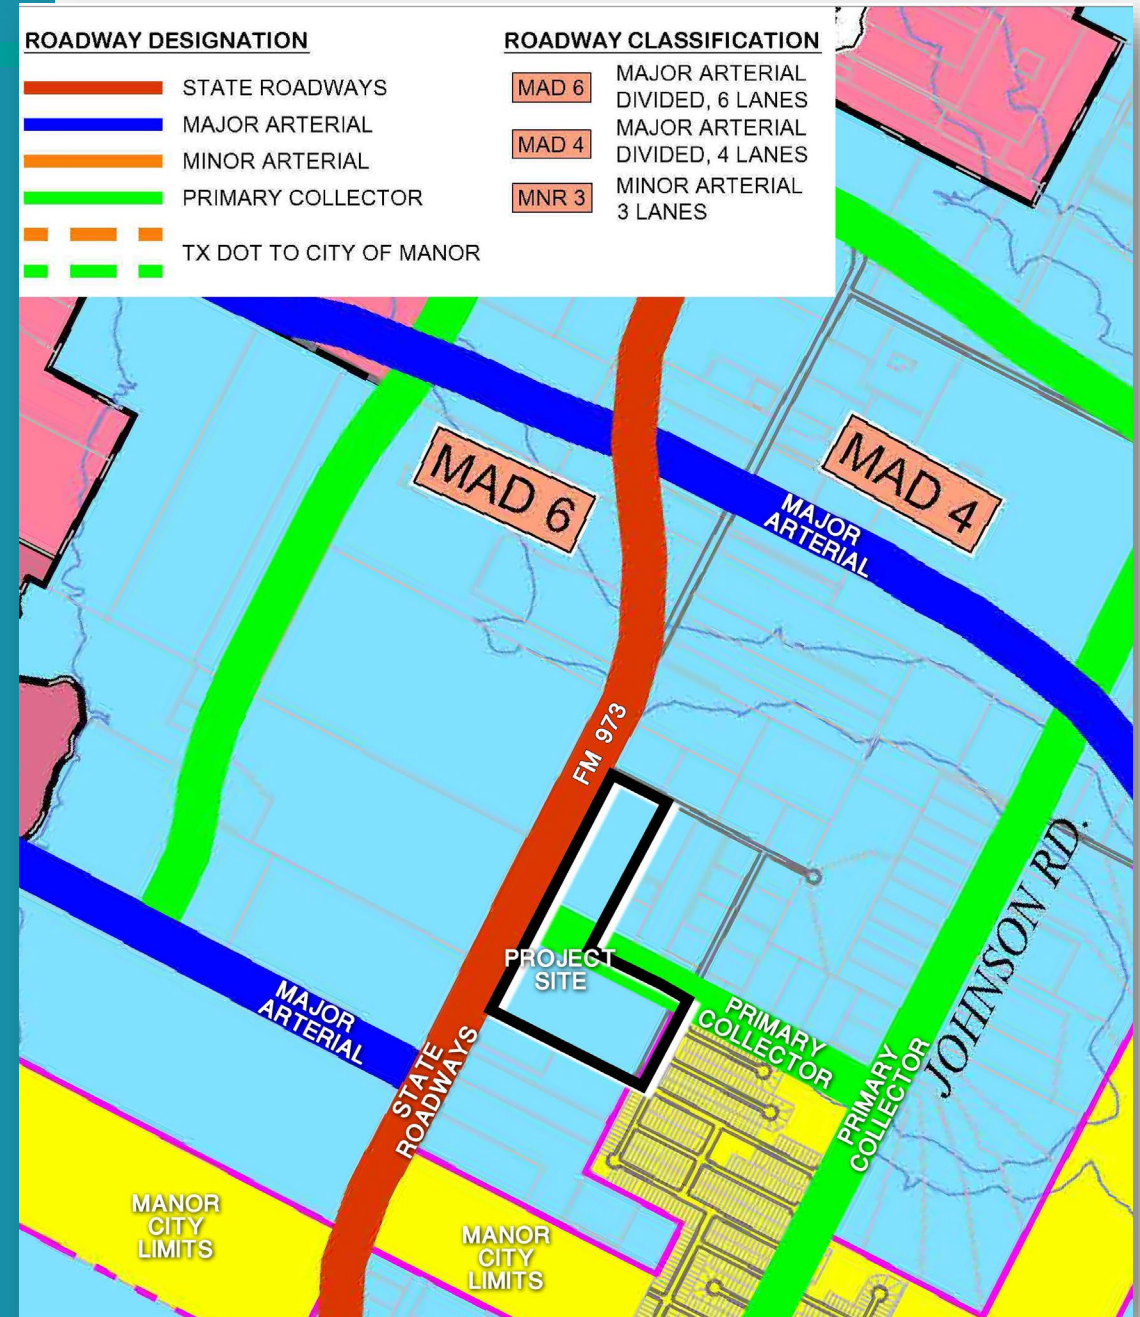 ROADWAY DESIGNATION
STATE ROADWAYS
MAJOR ARTERIAL
MINOR ARTERIAL
PRIMARY COLLECTOR
TX DOT TO CITY OF MANOR
ROADWAY CLASSIFICATION
MAD 6
MAJOR ARTERIAL
DIVIDED, 6 LANES
MAD 4
MAJOR ARTERIAL
DIVIDED, 4 LANES
MNR 3
MINOR ARTERIAL
3 LANES
MAD 6
MAD 4
MAJOR
ARTERIAL
FM 973
PROJECT
SITE
JOHNSON RD.
MAJOR
ARTERIAL
PRIMARY
COLLECTOR
STATE
ROADWAYS
PRIMARY
COLLECTOR
MANOR
CITY
LIMITS
MANOR
CITY
LIMITS